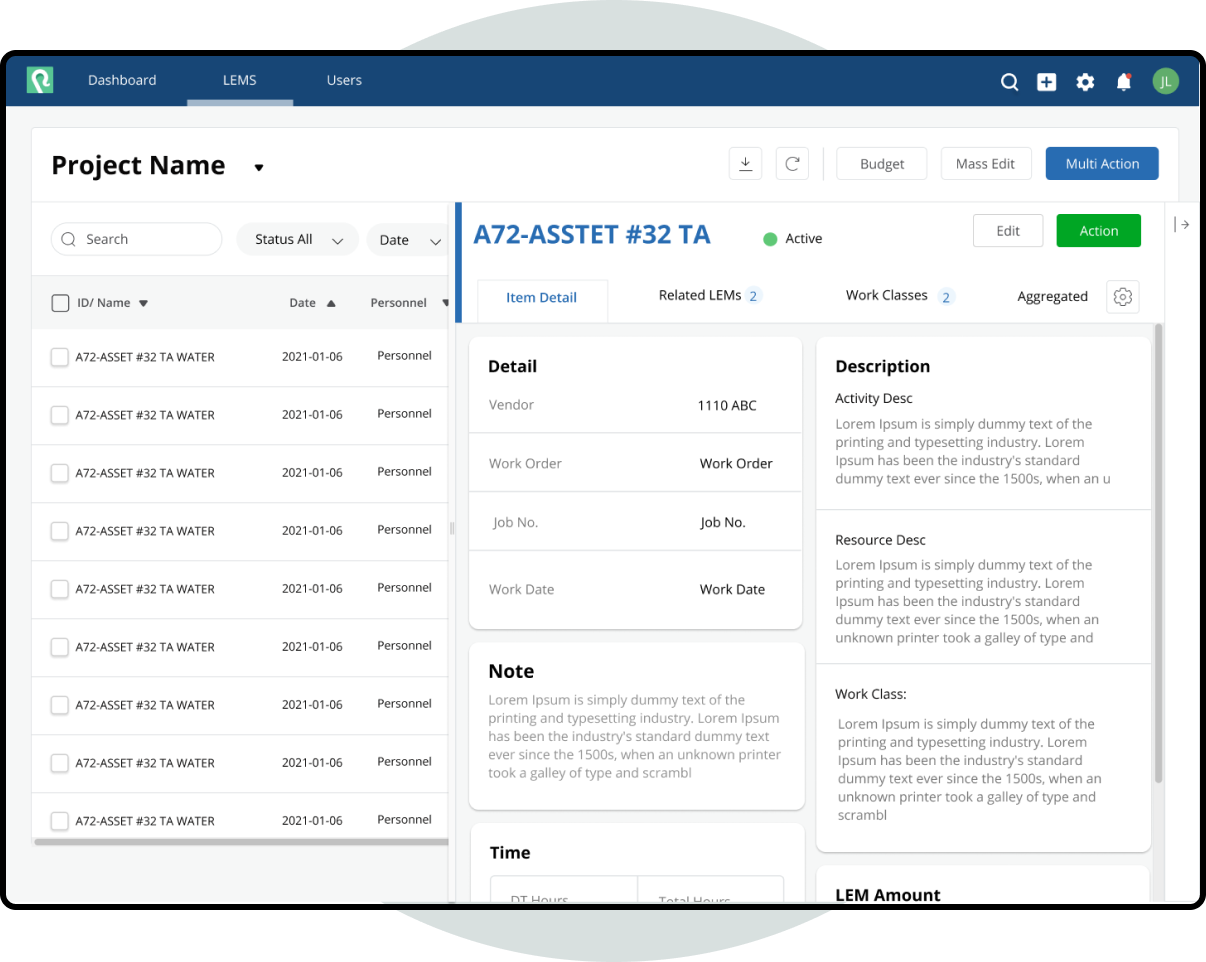 Dashboard
LEMS
Users
JL
Project Name
Budget
Mass Edit
Multi Action
Search
Status All
Date
ID/ Name
Date
Personnel
A72-ASSET #32 TA WATER 2021-01-06 Personnel
A72-ASSET #32 TA WATER 2021-01-06 Personnel
A72-ASSET #32 TA WATER 2021-01-06 Personnel
A72-ASSET #32 TA WATER 2021-01-06 Personnel
A72-ASSET #32 TA WATER 2021-01-06 Personnel
A72-ASSET #32 TA WATER 2021-01-06 Personnel
A72-ASSET #32 TA WATER 2021-01-06 Personnel
A72-ASSET #32 TA WATER 2021-01-06 Personnel
A72-ASSET #32 TA WATER 2021-01-06 Personnel
A72-ASSTET #32 TA
Active
Edit
Action
Item Detail
Related LEMs 2
Work Classes 2
Aggregated
Detail
Vendor 1110 ABC
Work Order Work Order
Job No. Job No.
Work Date Work Date
Note
Lorem Ipsum is simply dummy text of the
printing and typesetting industry. Lorem Ipsum
has been the industry's standard dummy text
ever since the 1500s, when an unknown printer
took a galley of type and scrambl
Time
DT Hours
Total Hours
Description
Activity Desc
Lorem Ipsum is simply dummy text of the
printing and typesetting industry. Lorem
Ipsum has been the industry's standard
dummy text ever since the 1500s, when an u
Resource Desc
Lorem Ipsum is simply dummy text of the
printing and typesetting industry. Lorem
Ipsum has been the industry's standard
dummy text ever since the 1500s, when an
unknown printer took a galley of type and
Work Class:
Lorem Ipsum is simply dummy text of the
printing and typesetting industry. Lorem
Ipsum has been the industry's standard
dummy text ever since the 1500s, when an
unknown printer took a galley of type and
scrambl
LEM Amount